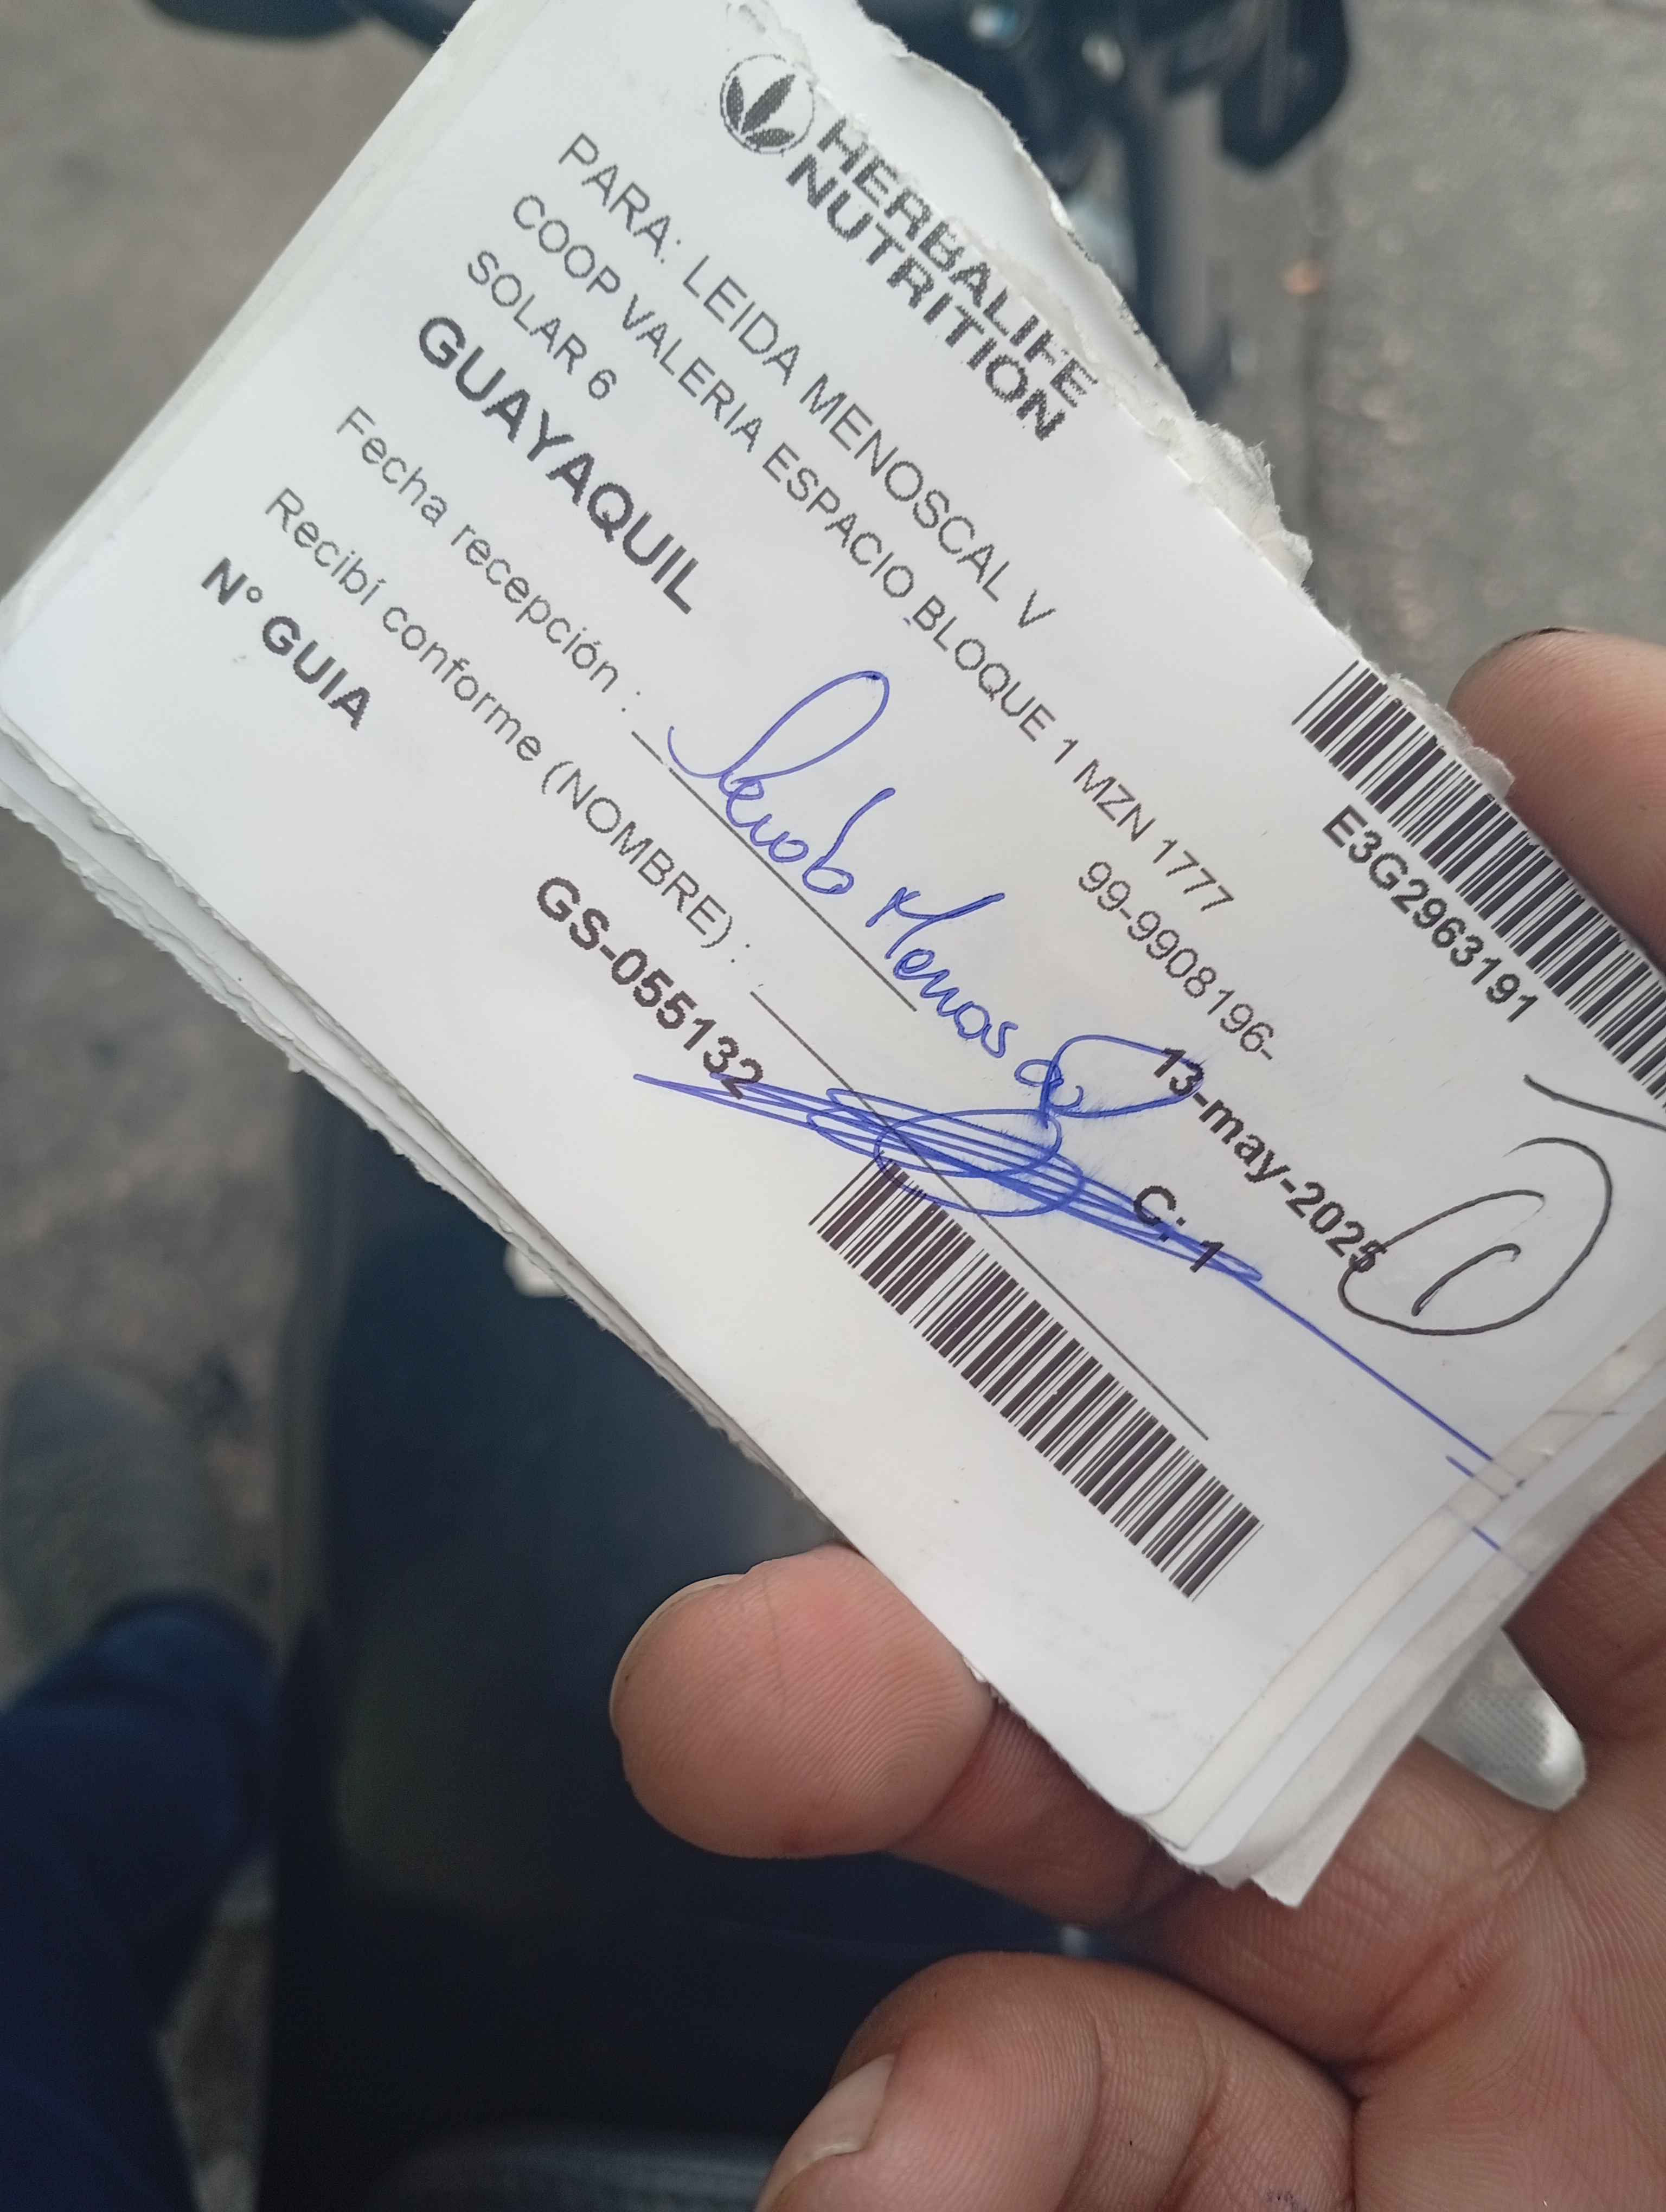 HERBALIFE
NUTRITION
E3G2963191
PARA: LEIDA MENOSCAL V
COOP VALERIA ESPACIO BLOQUE 1 MZN 1777
SOLAR 6
99-9908196-
GUAYAQUIL
13-may-2025
Fecha recepción :
C: 1
Recibí conforme (NOMBRE) :
N° GUIA
GS-055132
1